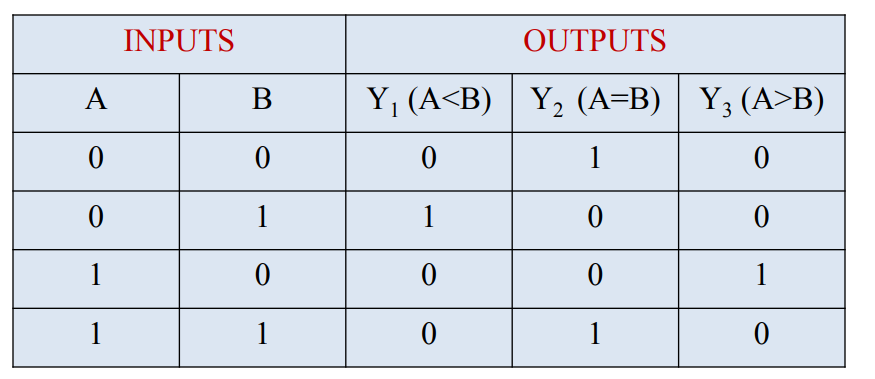 INPUTS OUTPUTS
A B Y₁ (A<B) Y₂ (A=B) Y₃ (A>B)
0 0 0 1 0
0 1 1 0 0
1 0 0 0 1
1 1 0 1 0